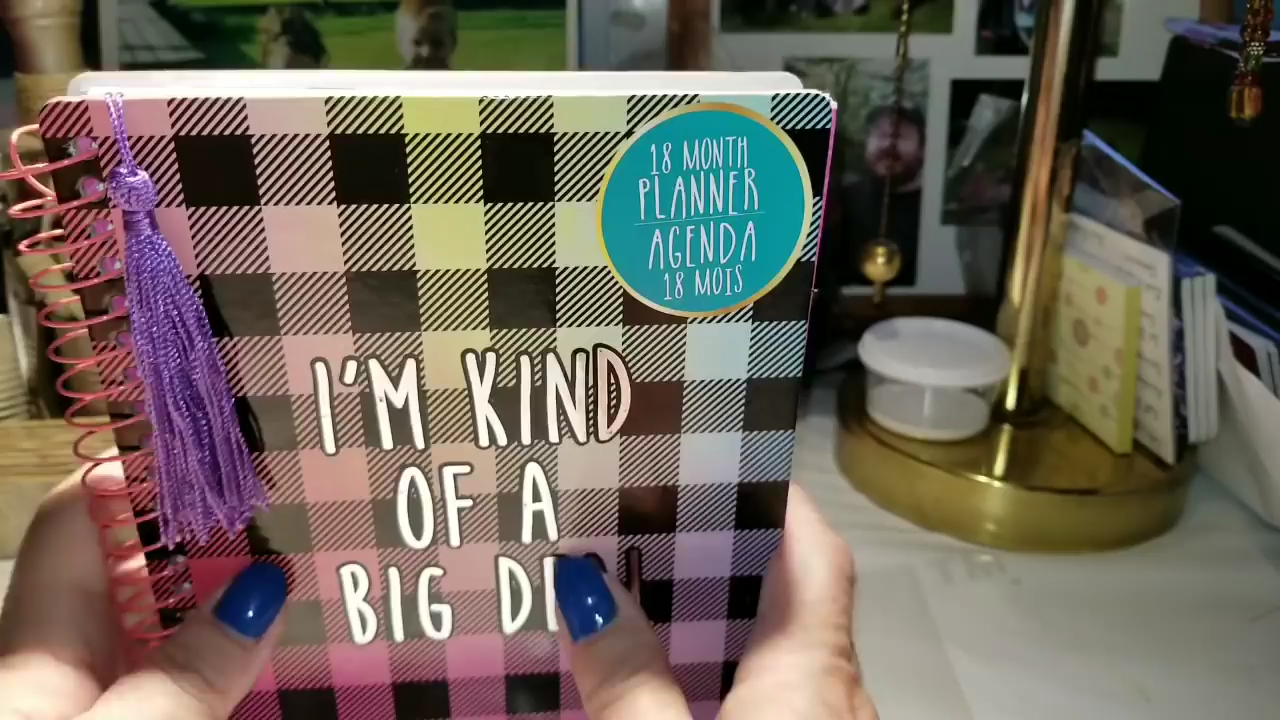 18 MONTH
PLANNER
AGENDA
18 MOIS
I'M KIND
OF A
BIG